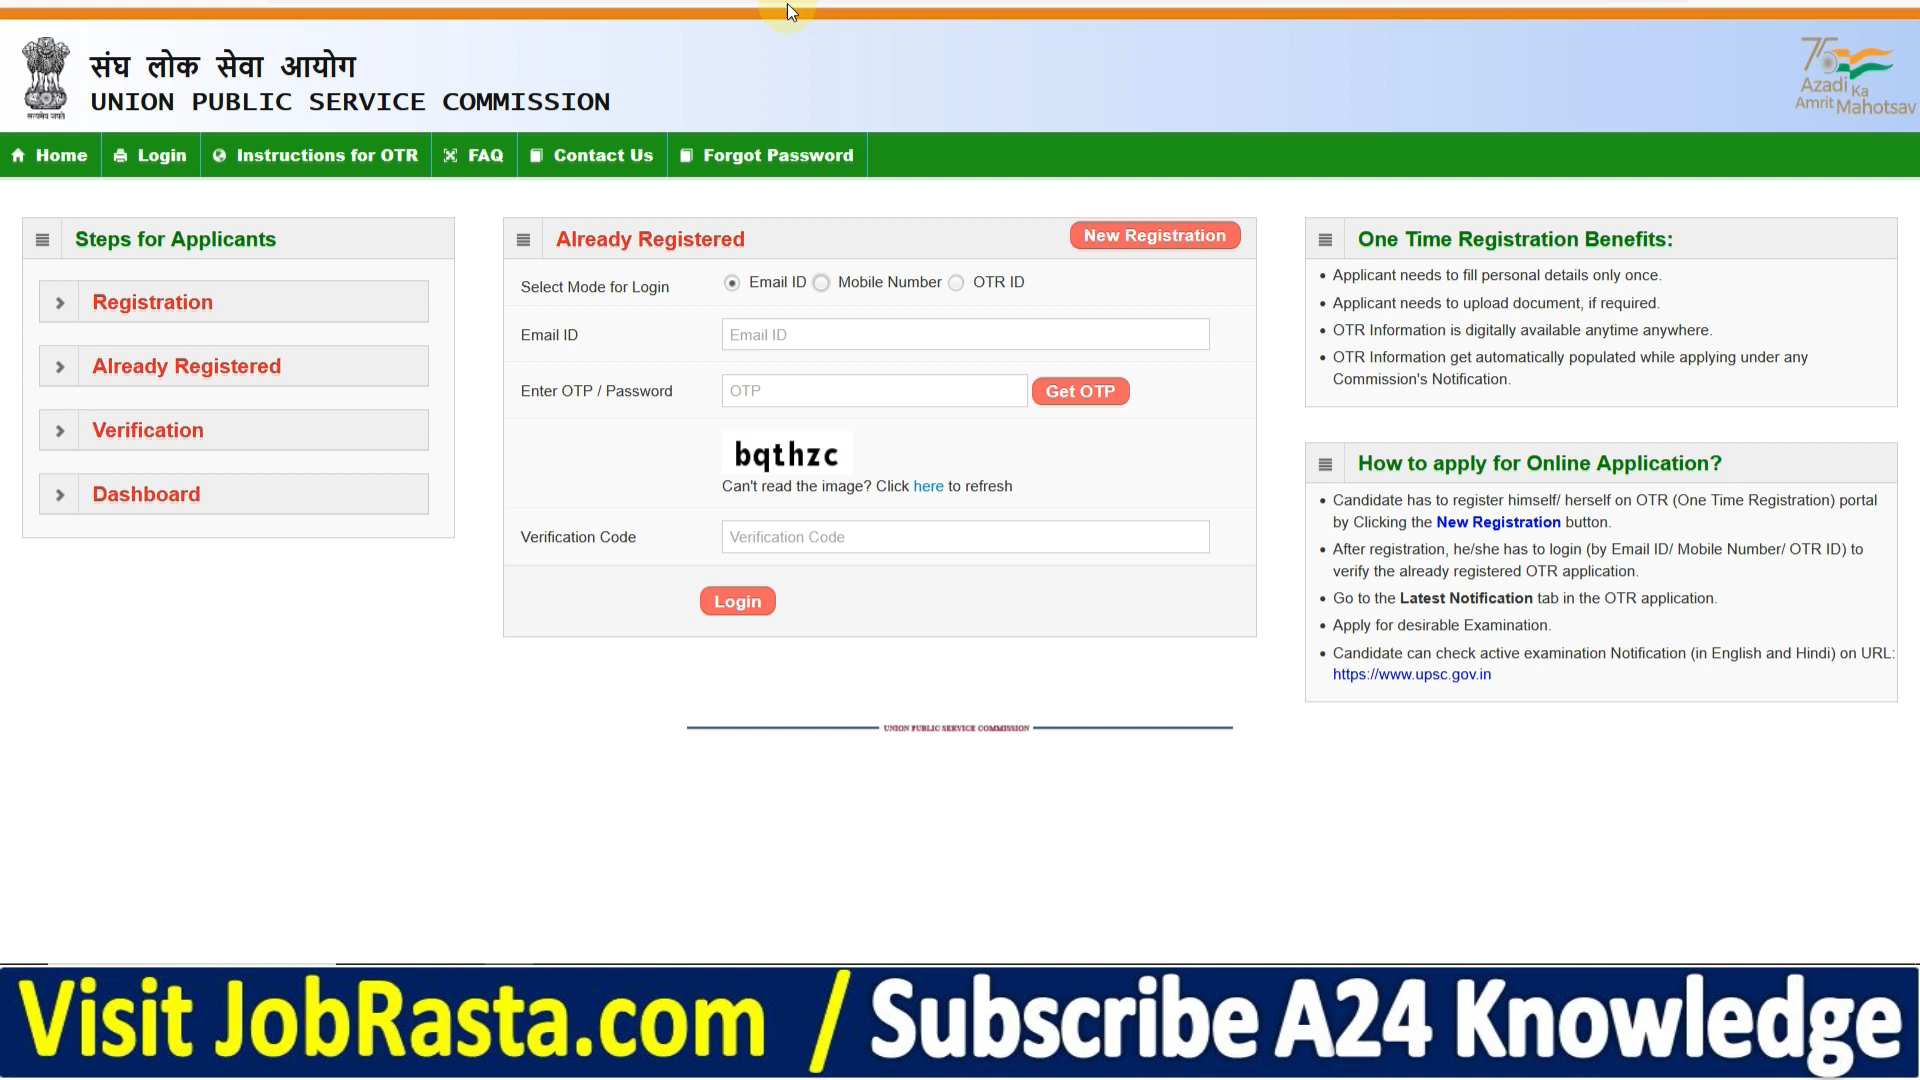 संघ लोक सेवा आयोग
UNION PUBLIC SERVICE COMMISSION
सत्यमेव जयते
75
Azadi Ka
Amrit Mahotsav
Home
Login
Instructions for OTR
FAQ
Contact Us
Forgot Password
Steps for Applicants
Registration
Already Registered
Verification
Dashboard
Already Registered
New Registration
Select Mode for Login
Email ID
Mobile Number
OTR ID
Email ID
Email ID
Enter OTP / Password
OTP
Get OTP
bqthzc
Can't read the image? Click here to refresh
Verification Code
Verification Code
Login
One Time Registration Benefits:
• Applicant needs to fill personal details only once.
• Applicant needs to upload document, if required.
• OTR Information is digitally available anytime anywhere.
• OTR Information get automatically populated while applying under any
Commission's Notification.
How to apply for Online Application?
• Candidate has to register himself/ herself on OTR (One Time Registration) portal
by Clicking the New Registration button.
• After registration, he/she has to login (by Email ID/ Mobile Number/ OTR ID) to
verify the already registered OTR application.
• Go to the Latest Notification tab in the OTR application.
• Apply for desirable Examination.
• Candidate can check active examination Notification (in English and Hindi) on URL:
https://www.upsc.gov.in
UNION PUBLIC SERVICE COMMISSION
Visit JobRasta.com / Subscribe A24 Knowledge